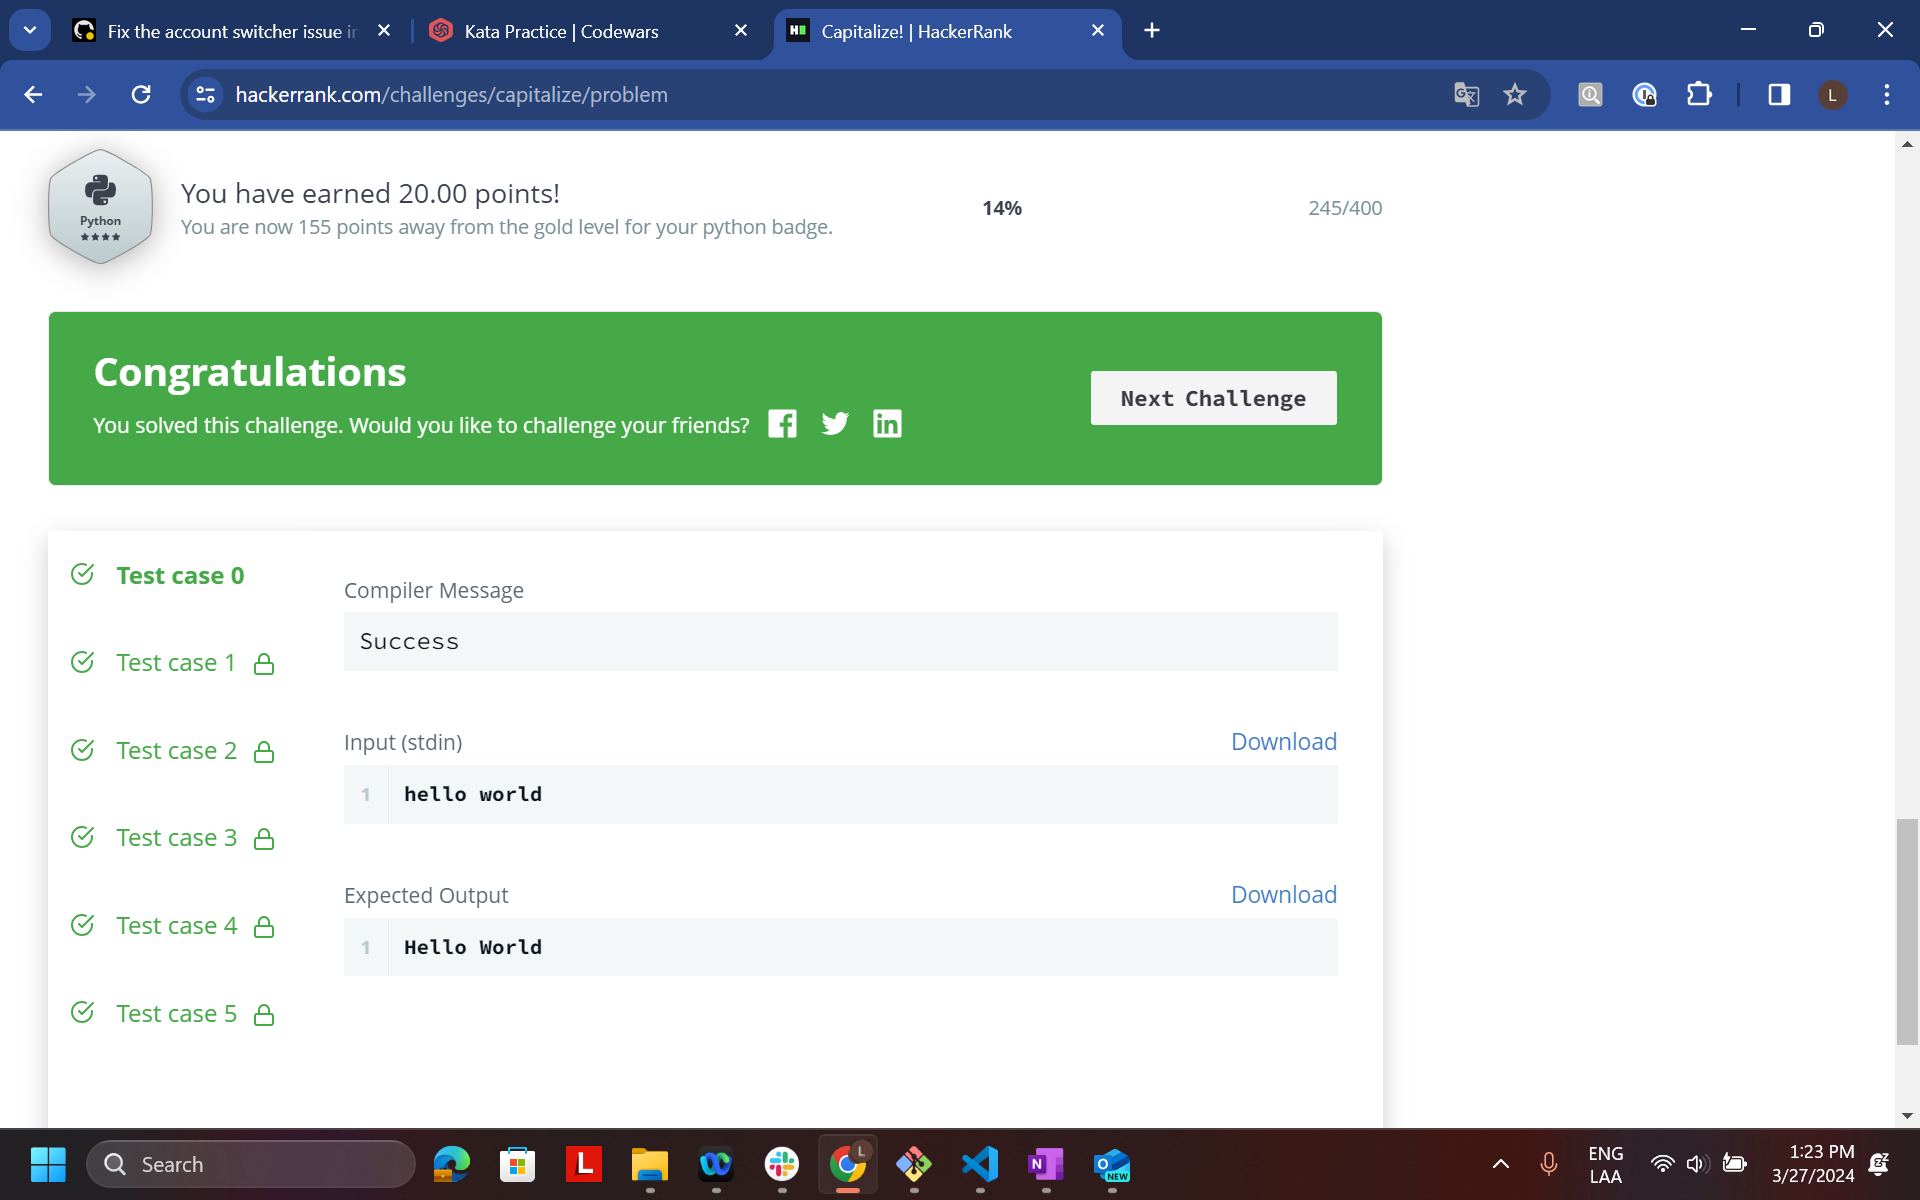 Fix the account switcher issue in
Kata Practice | Codewars
Capitalize! | HackerRank
hackerrank.com/challenges/capitalize/problem
L
Python
You have earned 20.00 points!
You are now 155 points away from the gold level for your python badge.
14%
245/400
Congratulations
You solved this challenge. Would you like to challenge your friends?
Next Challenge
Test case 0
Test case 1
Test case 2
Test case 3
Test case 4
Test case 5
Compiler Message
Success
Input (stdin)
Download
1 hello world
Expected Output
Download
1 Hello World
Search
L
L
N
O
NEW
ENG
LAA
1:23 PM
3/27/2024